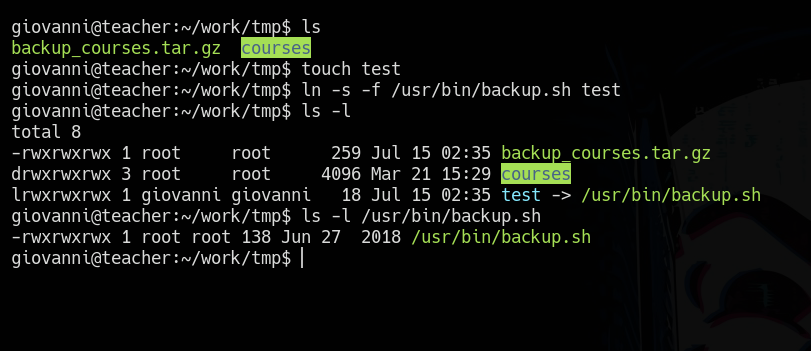 giovanni@teacher:~/work/tmp$ ls
backup_courses.tar.gz  courses
giovanni@teacher:~/work/tmp$ touch test
giovanni@teacher:~/work/tmp$ ln -s -f /usr/bin/backup.sh test
giovanni@teacher:~/work/tmp$ ls -l
total 8
-rwxrwxrwx 1 root     root      259 Jul 15 02:35 backup_courses.tar.gz
drwxrwxrwx 3 root     root     4096 Mar 21 15:29 courses
lrwxrwxrwx 1 giovanni giovanni   18 Jul 15 02:35 test -> /usr/bin/backup.sh
giovanni@teacher:~/work/tmp$ ls -l /usr/bin/backup.sh
-rwxrwxrwx 1 root root 138 Jun 27  2018 /usr/bin/backup.sh
giovanni@teacher:~/work/tmp$